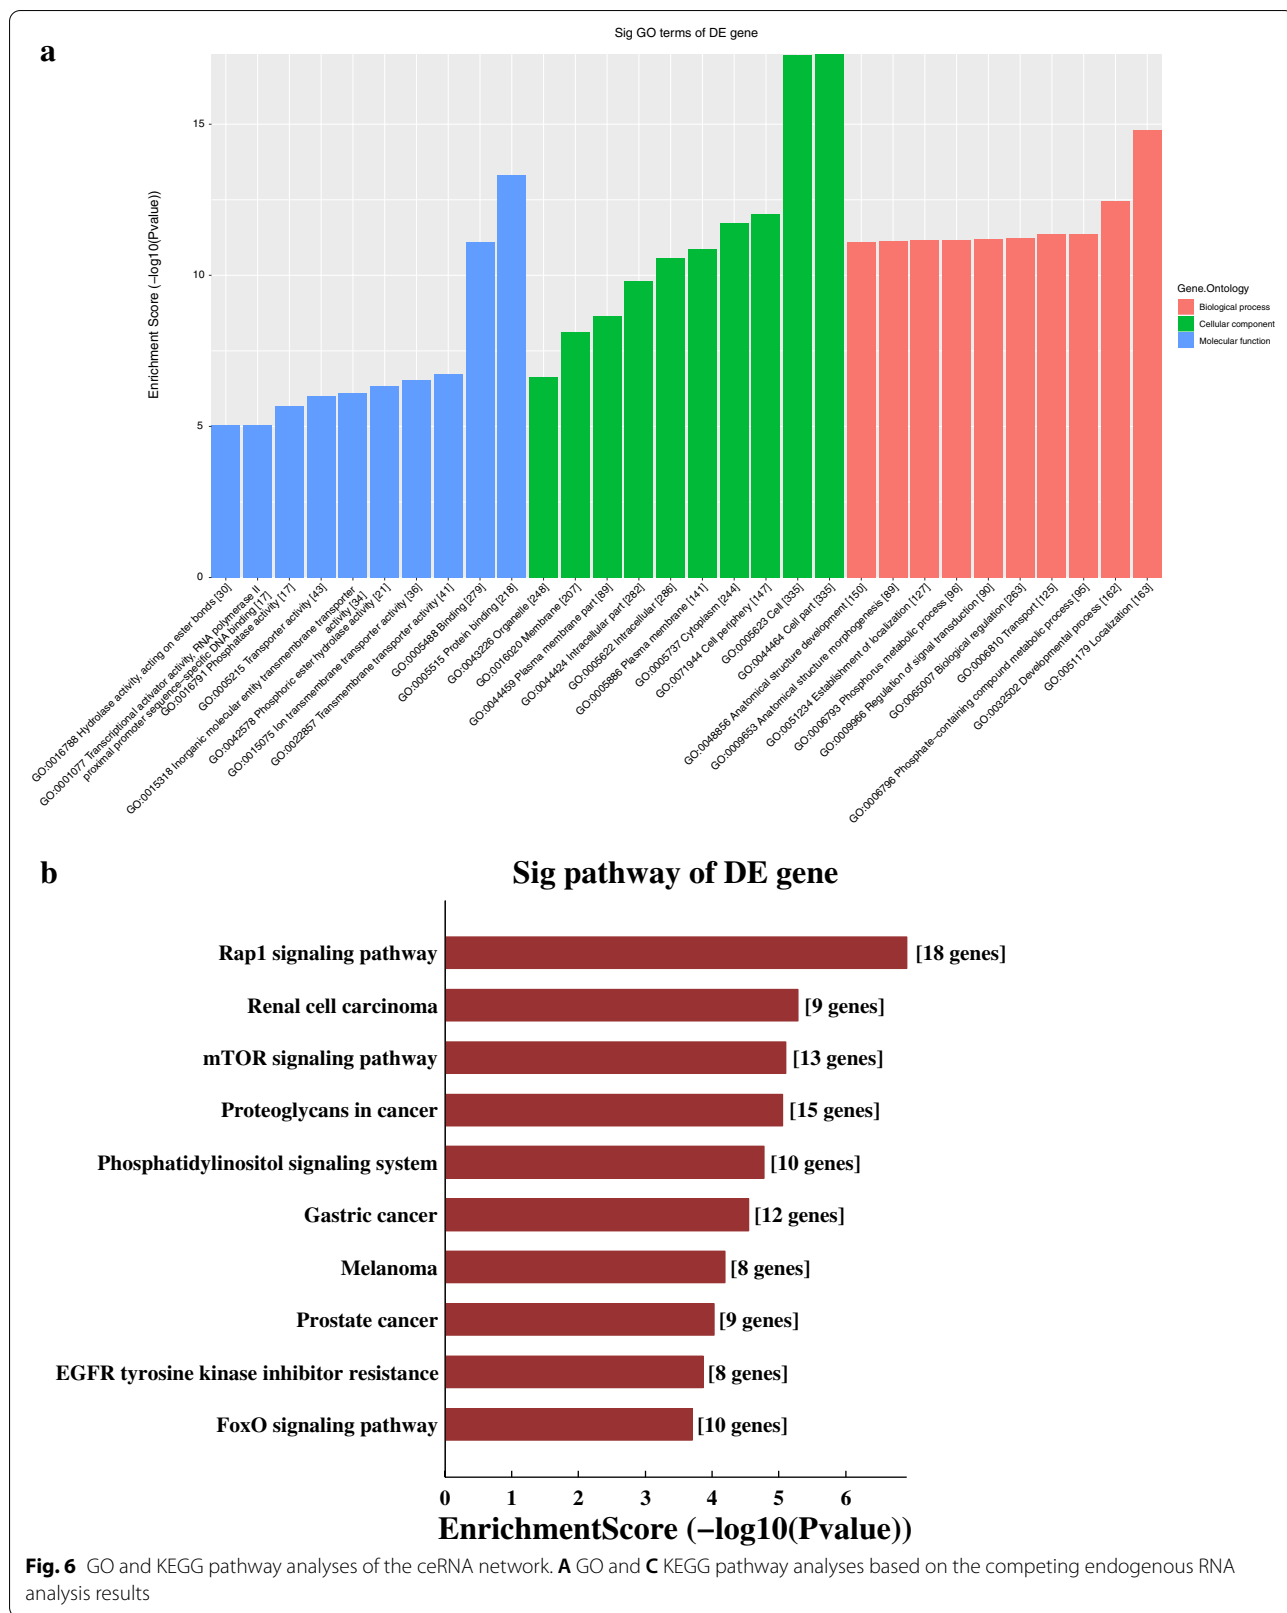 a
Sig GO terms of DE gene
Enrichment Score (−log10(Pvalue))
15
10
5
0
GO:0016788 Hydrolase activity, acting on ester bonds [30]
GO:0001077 Transcriptional activator activity, RNA polymerase II
proximal promoter sequence−specific DNA binding [17]
GO:0016791 Phosphatase activity [17]
GO:0005215 Transporter activity [43]
GO:0015318 Inorganic molecular entity transmembrane transporter
activity [34]
GO:0042578 Phosphoric ester hydrolase activity [21]
GO:0015075 Ion transmembrane transporter activity [36]
GO:0022857 Transmembrane transporter activity [41]
GO:0005488 Binding [279]
GO:0005515 Protein binding [218]
GO:0043226 Organelle [248]
GO:0016020 Membrane [207]
GO:0044459 Plasma membrane part [89]
GO:0044424 Intracellular part [282]
GO:0005622 Intracellular [286]
GO:0005886 Plasma membrane [141]
GO:0005737 Cytoplasm [244]
GO:0071944 Cell periphery [147]
GO:0005623 Cell [335]
GO:0044464 Cell part [335]
GO:0048856 Anatomical structure development [150]
GO:0009653 Anatomical structure morphogenesis [89]
GO:0051234 Establishment of localization [127]
GO:0006793 Phosphorus metabolic process [96]
GO:0009966 Regulation of signal transduction [90]
GO:0065007 Biological regulation [263]
GO:0006810 Transport [125]
GO:0006796 Phosphate−containing compound metabolic process [95]
GO:0032502 Developmental process [162]
GO:0051179 Localization [163]
Gene.Ontology
Biological process
Cellular component
Molecular function
b
Sig pathway of DE gene
Rap1 signaling pathway [18 genes]
Renal cell carcinoma [9 genes]
mTOR signaling pathway [13 genes]
Proteoglycans in cancer [15 genes]
Phosphatidylinositol signaling system [10 genes]
Gastric cancer [12 genes]
Melanoma [8 genes]
Prostate cancer [9 genes]
EGFR tyrosine kinase inhibitor resistance [8 genes]
FoxO signaling pathway [10 genes]
0 1 2 3 4 5 6
EnrichmentScore (−log10(Pvalue))
Fig. 6 GO and KEGG pathway analyses of the ceRNA network. A GO and C KEGG pathway analyses based on the competing endogenous RNA
analysis results